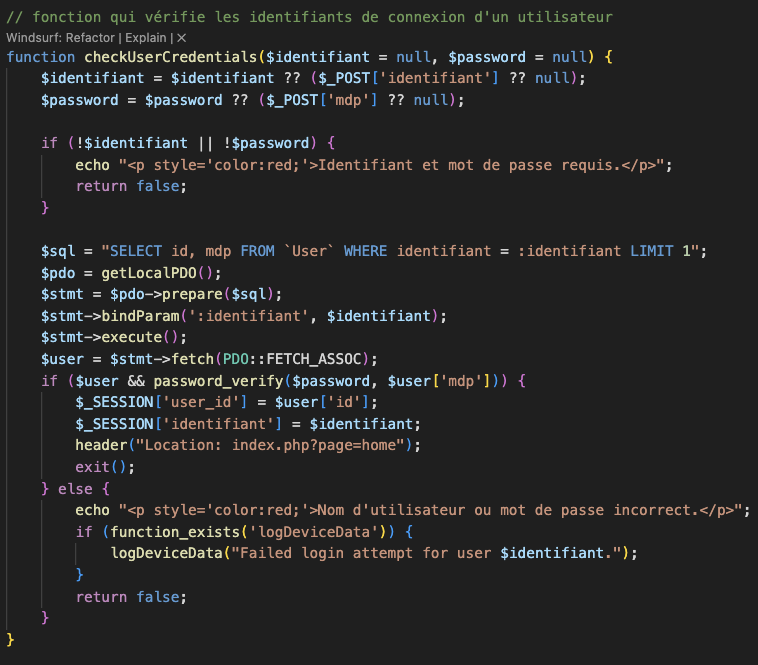 // fonction qui vérifie les identifiants de connexion d'un utilisateur
Windsurf: Refactor | Explain | ×
function checkUserCredentials($identifiant = null, $password = null) {
    $identifiant = $identifiant ?? ($_POST['identifiant'] ?? null);
    $password = $password ?? ($_POST['mdp'] ?? null);

    if (!$identifiant || !$password) {
        echo "<p style='color:red;'>Identifiant et mot de passe requis.</p>";
        return false;
    }

    $sql = "SELECT id, mdp FROM `User` WHERE identifiant = :identifiant LIMIT 1";
    $pdo = getLocalPDO();
    $stmt = $pdo->prepare($sql);
    $stmt->bindParam(':identifiant', $identifiant);
    $stmt->execute();
    $user = $stmt->fetch(PDO::FETCH_ASSOC);
    if ($user && password_verify($password, $user['mdp'])) {
        $_SESSION['user_id'] = $user['id'];
        $_SESSION['identifiant'] = $identifiant;
        header("Location: index.php?page=home");
        exit();
    } else {
        echo "<p style='color:red;'>Nom d'utilisateur ou mot de passe incorrect.</p>";
        if (function_exists('logDeviceData')) {
            logDeviceData("Failed login attempt for user $identifiant.");
        }
        return false;
    }
}